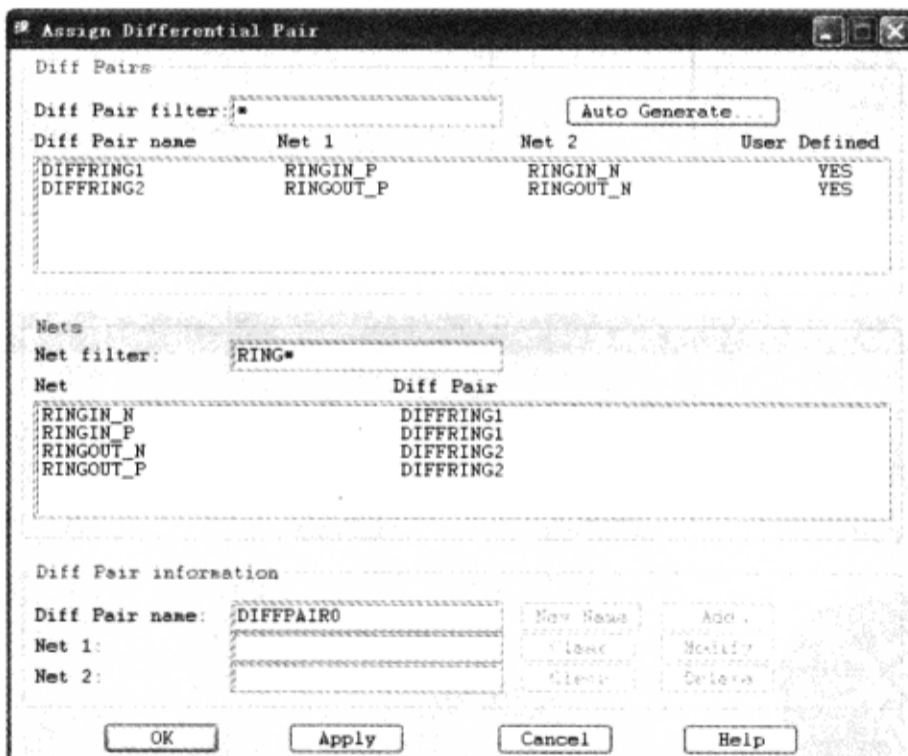 Assign Differential Pair
Diff Pairs
Diff Pair filter: *
Auto Generate...
Diff Pair name Net 1 Net 2 User Defined
DIFFRING1 RINGIN_P RINGIN_N YES
DIFFRING2 RINGOUT_P RINGOUT_N YES
Nets
Net filter: RING*
Net Diff Pair
RINGIN_N DIFFRING1
RINGIN_P DIFFRING1
RINGOUT_N DIFFRING2
RINGOUT_P DIFFRING2
Diff Pair information
Diff Pair name: DIFFPAIR0 New Name Add
Net 1: Clear Modify
Net 2: Clear Delete
OK Apply Cancel Help